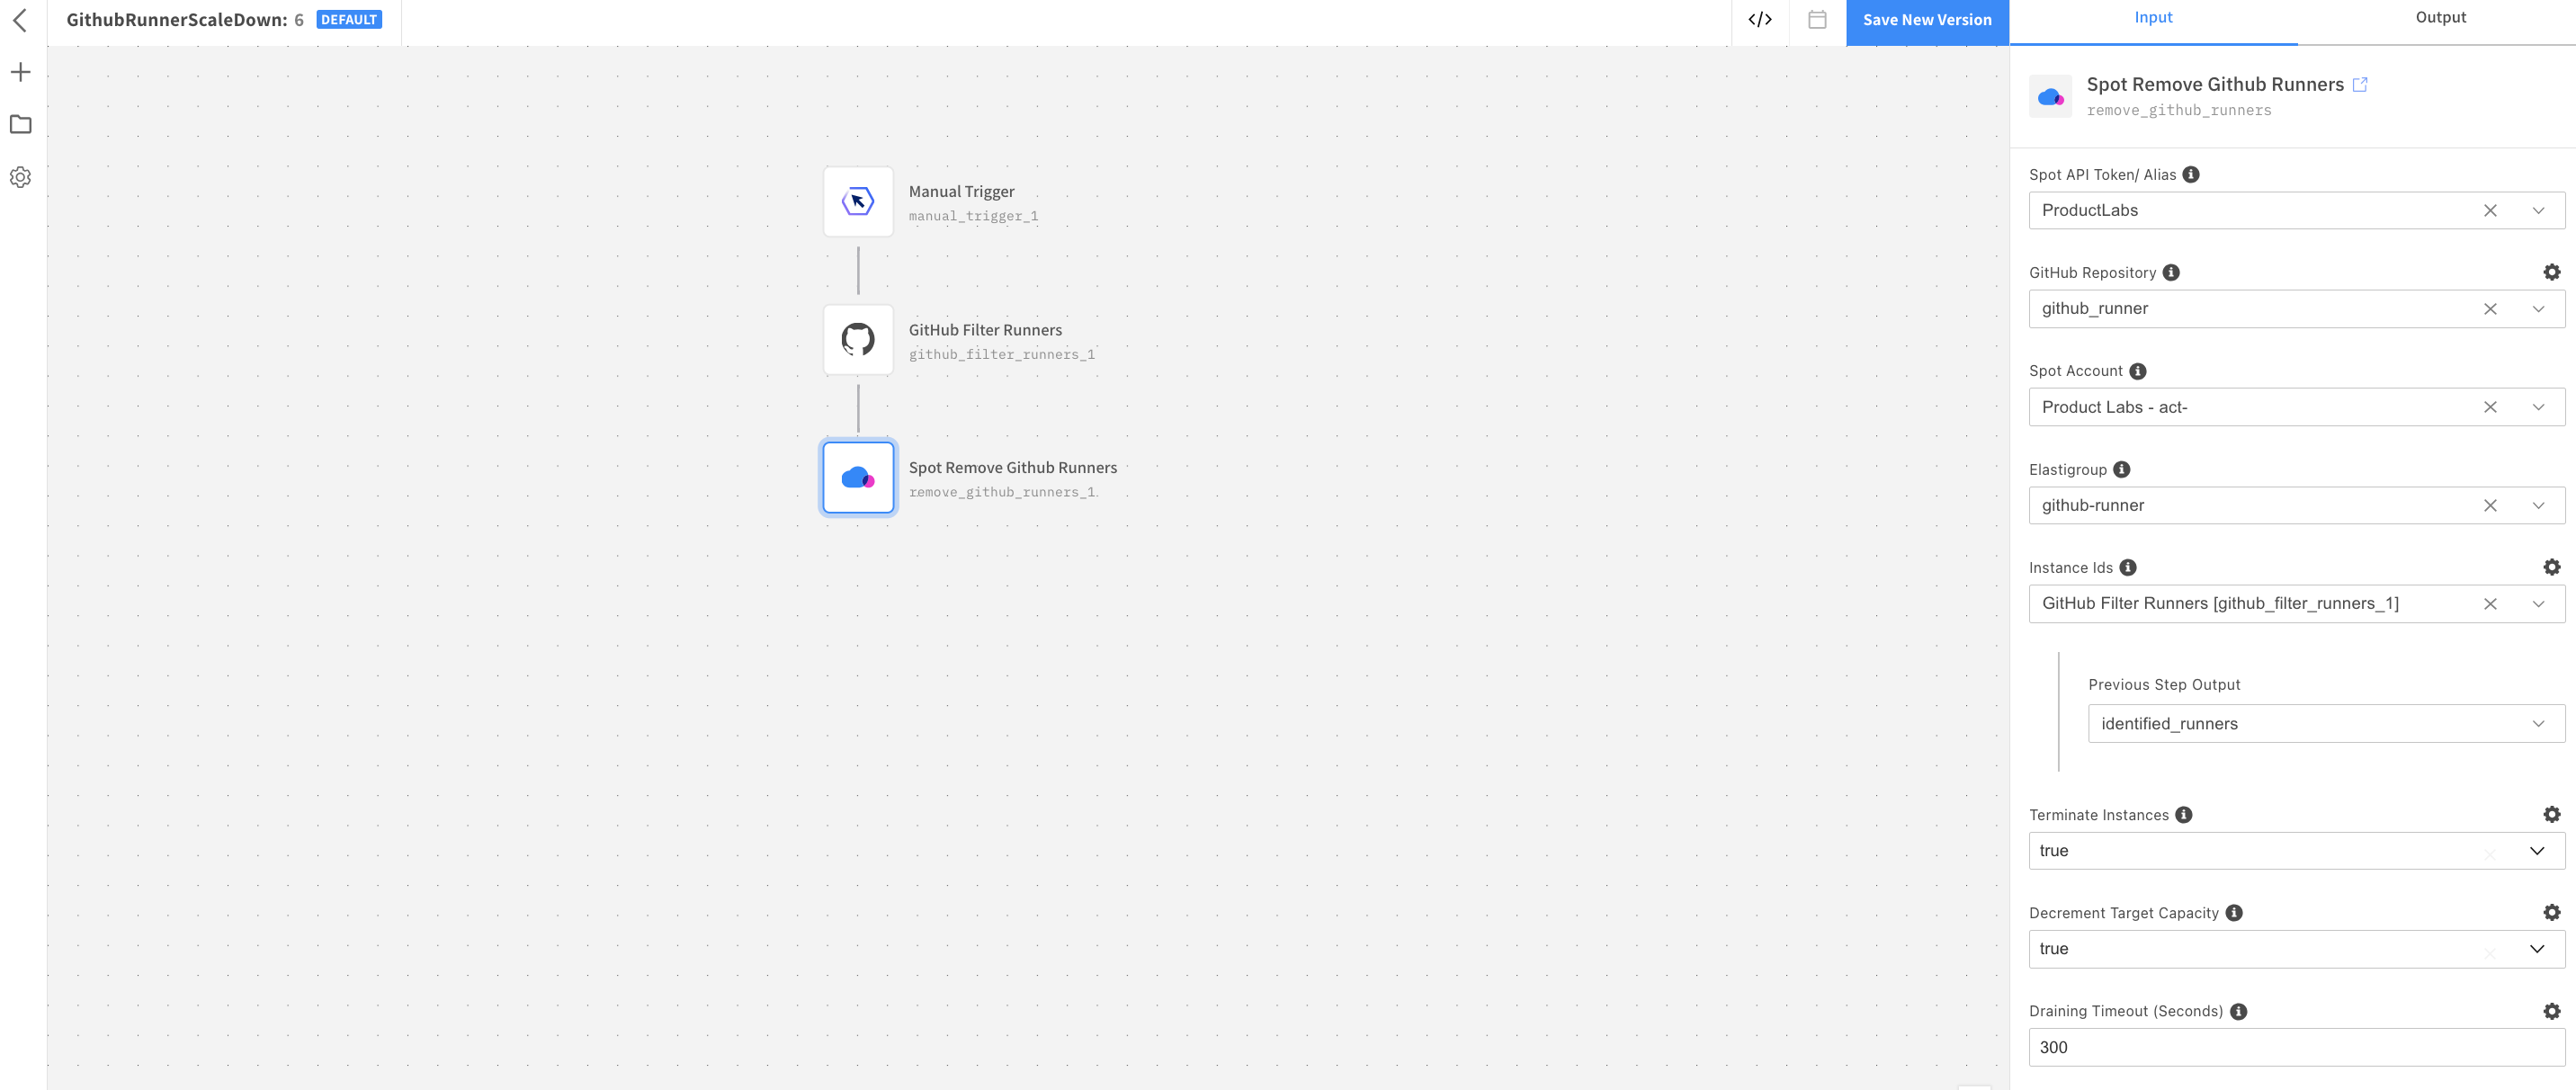 GithubRunnerScaleDown: 6 DEFAULT
</> Save New Version
Input Output
Manual Trigger
manual_trigger_1
GitHub Filter Runners
github_filter_runners_1
Spot Remove Github Runners
remove_github_runners_1
Spot Remove Github Runners
remove_github_runners
Spot API Token/ Alias
ProductLabs
GitHub Repository
github_runner
Spot Account
Product Labs - act-
Elastigroup
github-runner
Instance Ids
GitHub Filter Runners [github_filter_runners_1]
Previous Step Output
identified_runners
Terminate Instances
true
Decrement Target Capacity
true
Draining Timeout (Seconds)
300